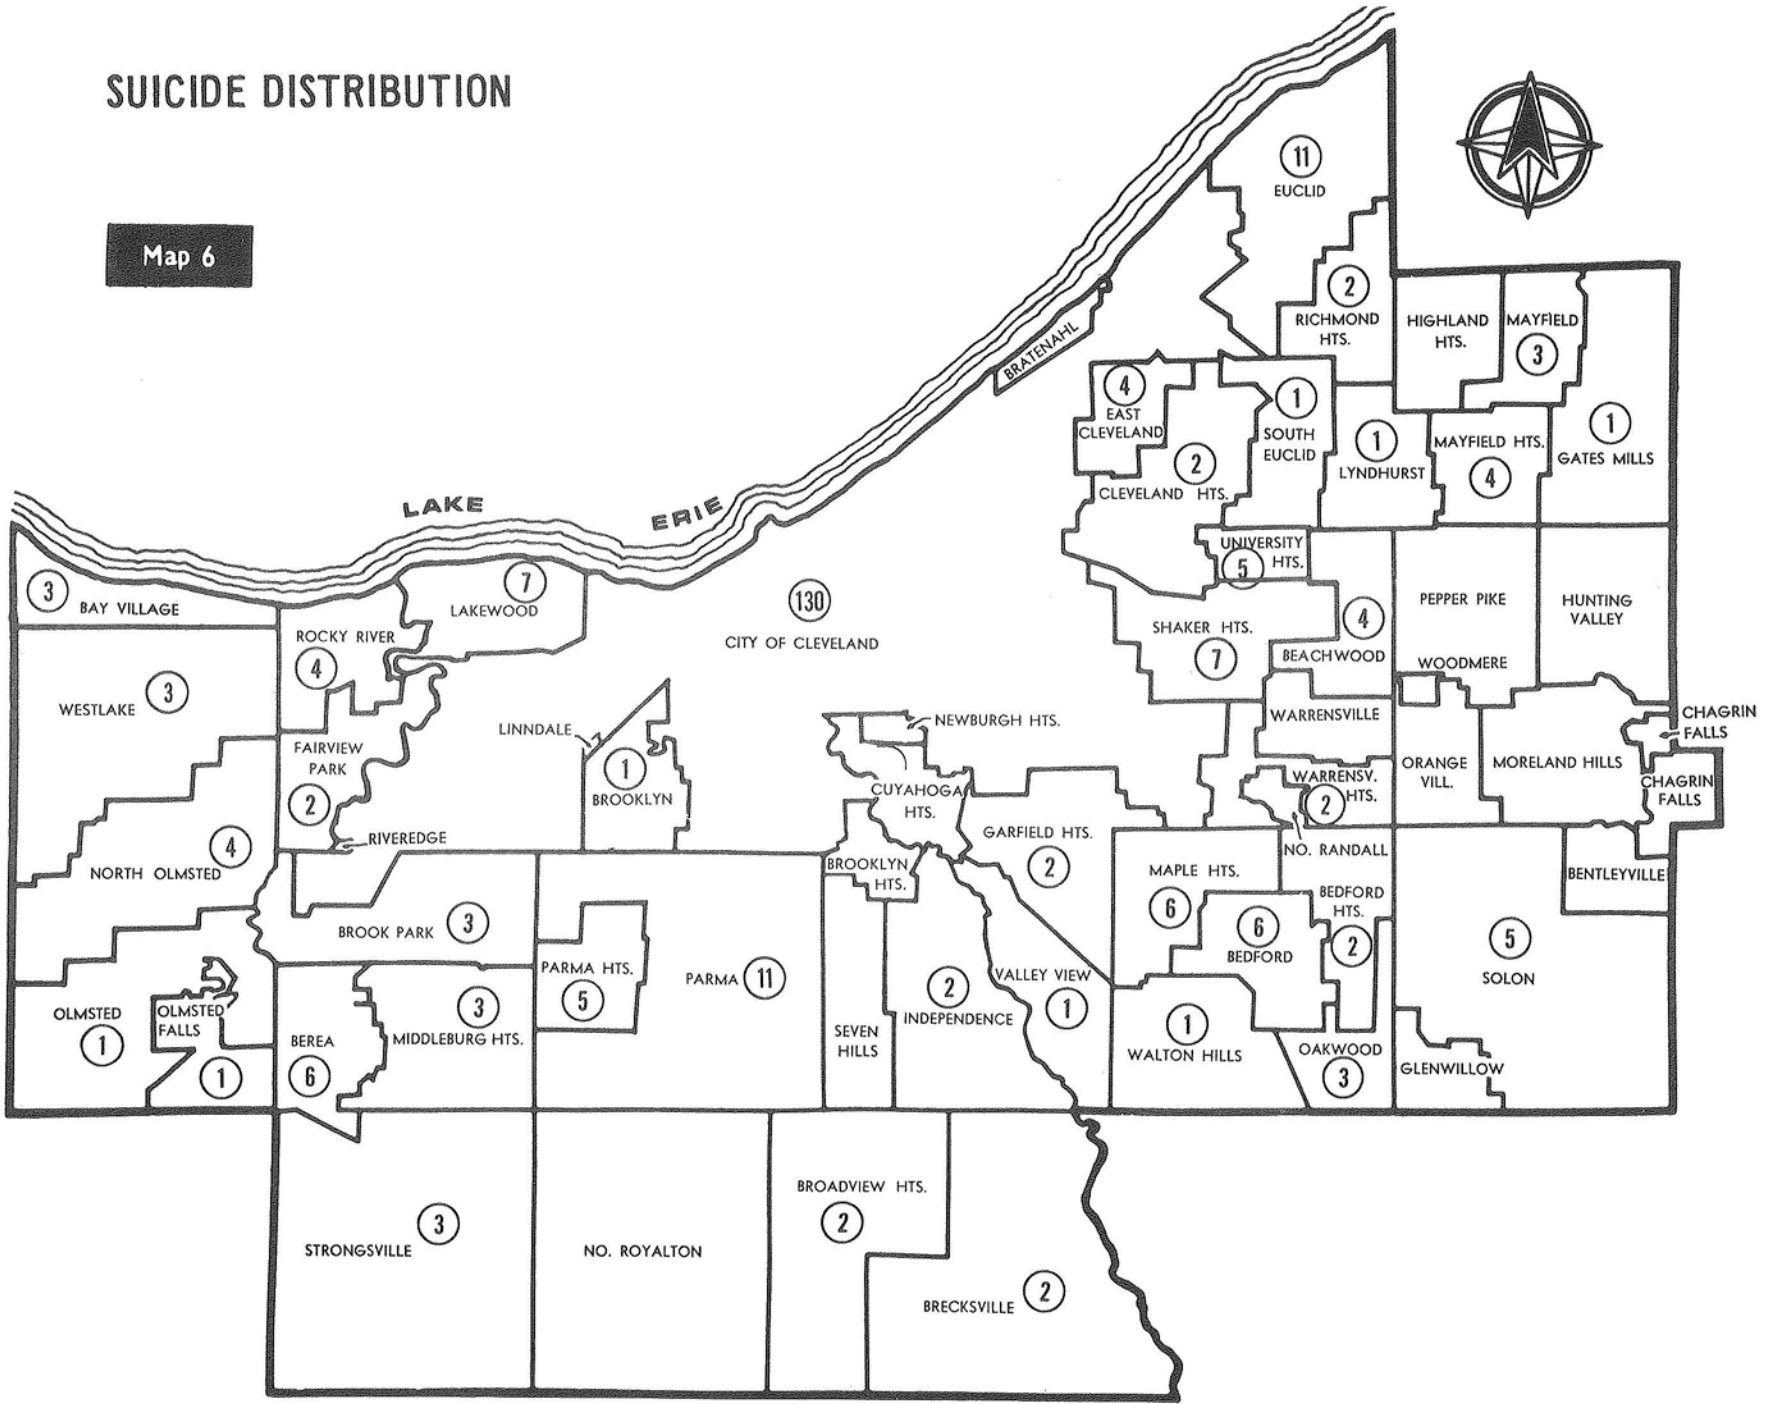 SUICIDE DISTRIBUTION
Map 6
11
EUCLID
2
RICHMOND
HTS.
HIGHLAND
HTS.
MAYFIELD
3
BRATENAHL
4
EAST
CLEVELAND
1
SOUTH
EUCLID
1
LYNDHURST
MAYFIELD HTS.
4
1
GATES MILLS
2
CLEVELAND HTS.
LAKE ERIE
UNIVERSITY
HTS.
5
3
BAY VILLAGE
7
LAKEWOOD
130
CITY OF CLEVELAND
SHAKER HTS.
7
4
BEACHWOOD
PEPPER PIKE
HUNTING
VALLEY
ROCKY RIVER
4
WOODMERE
WESTLAKE
3
LINNDALE
NEWBURGH HTS.
WARRENSVILLE
CHAGRIN
FALLS
FAIRVIEW
PARK
2
1
BROOKLYN
CUYAHOGA
HTS.
WARRENSV.
HTS.
2
ORANGE
VILL.
MORELAND HILLS
CHAGRIN
FALLS
RIVEREDGE
GARFIELD HTS.
2
NO. RANDALL
4
NORTH OLMSTED
BROOKLYN
HTS.
MAPLE HTS.
6
BEDFORD
HTS.
2
BENTLEYVILLE
BROOK PARK
3
6
BEDFORD
5
SOLON
PARMA HTS.
5
PARMA
11
2
INDEPENDENCE
VALLEY VIEW
1
OLMSTED
1
OLMSTED
FALLS
1
BEREA
6
3
MIDDLEBURG HTS.
SEVEN
HILLS
1
WALTON HILLS
OAKWOOD
3
GLENWILLOW
STRONGSVILLE
3
NO. ROYALTON
BROADVIEW HTS.
2
BRECKSVILLE
2